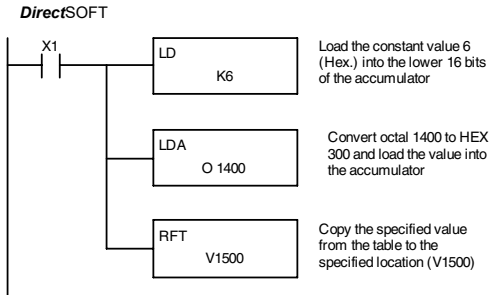 DirectSOFT
X1
LD
K6
Load the constant value 6
(Hex.) into the lower 16 bits
of the accumulator
LDA
O 1400
Convert octal 1400 to HEX
300 and load the value into
the accumulator
RFT
V1500
Copy the specified value
from the table to the
specified location (V1500)